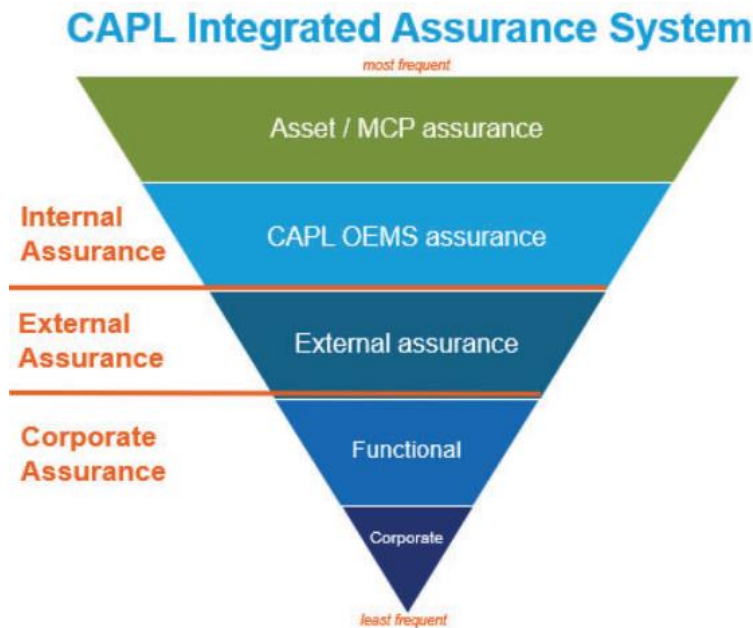 CAPL Integrated Assurance System
most frequent
Asset / MCP assurance
Internal
Assurance
CAPL OEMS assurance
External
Assurance
External assurance
Corporate
Assurance
Functional
Corporate
least frequent